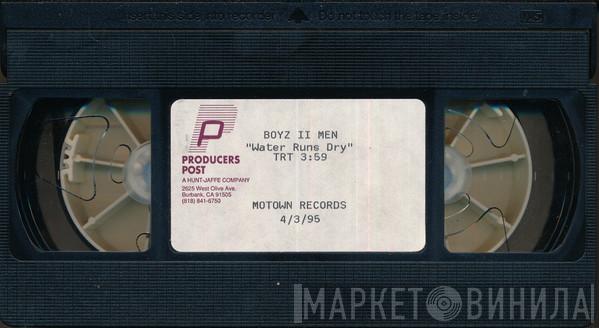 Insert this side into recorder
Do not touch the tape inside
VHS
P
BOYZ II MEN
"Water Runs Dry"
TRT 3:59
PRODUCERS
POST
A HUNT-JAFFE COMPANY
2625 West Olive Ave.
Burbank, CA 91505
(818) 841-6750
MOTOWN RECORDS
4/3/95
МАРКЕТ ВИНИЛА